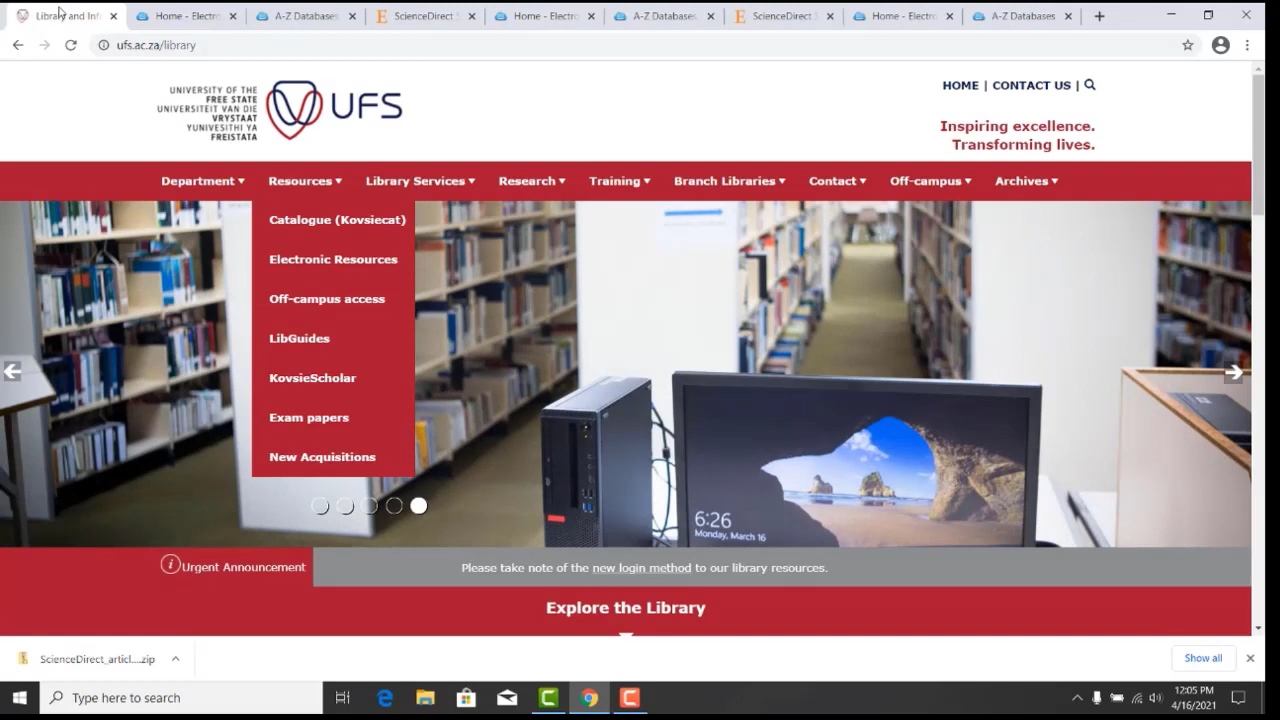 Library and Inf
Home - Electro
A-Z Databases
ScienceDirect S
Home - Electro
A-Z Databases
ScienceDirect S
Home - Electro
A-Z Databases
ufs.ac.za/library
UNIVERSITY OF THE
FREE STATE
UNIVERSITEIT VAN DIE
VRYSTAAT
YUNIVESITHI YA
FREISTATA
UFS
HOME | CONTACT US |
Inspiring excellence.
Transforming lives.
Department Resources Library Services Research Training Branch Libraries Contact Off-campus Archives
Catalogue (Kovsiecat)
Electronic Resources
Off-campus access
LibGuides
KovsieScholar
Exam papers
New Acquisitions
6:26
Monday, March 16
Urgent Announcement
Please take note of the new login method to our library resources.
Explore the Library
ScienceDirect_articl....zip
Show all
Type here to search
12:05 PM
4/16/2021